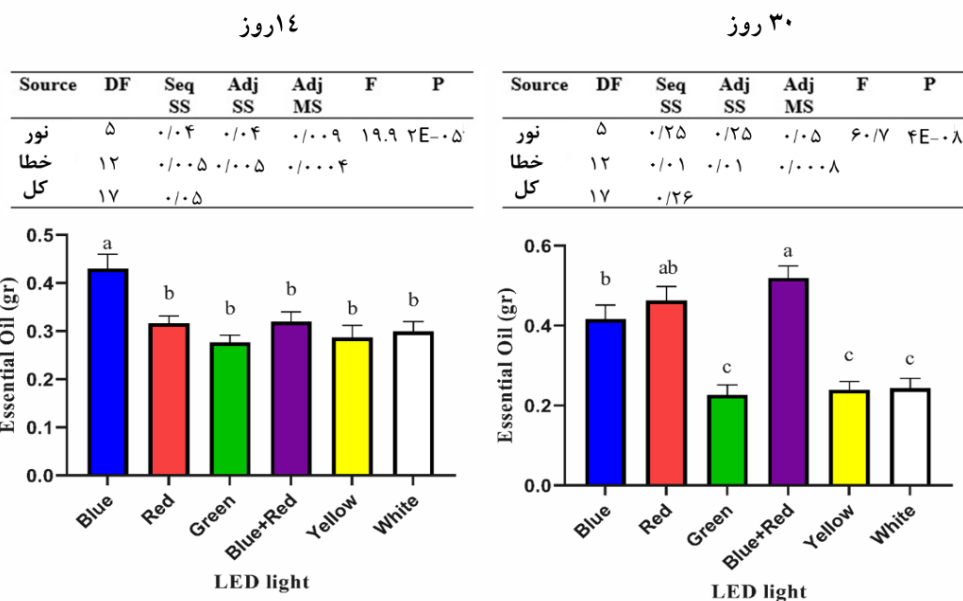 ۱٤روز
Source DF Seq SS Adj SS Adj MS F P
نور ۵ ۰/۰۴ ۰/۰۴ ۰/۰۰۹ ۱۹.۹ ۲E-۰۵
خطا ۱۲ ۰/۰۰۵ ۰/۰۰۵ ۰/۰۰۰۴
کل ۱۷ ۰/۰۵
0.5
0.4
0.3
0.2
0.1
0.0
Essential Oil (gr)
a b b b b b
Blue Red Green Blue+Red Yellow White
LED light
۳۰ روز
Source DF Seq SS Adj SS Adj MS F P
نور ۵ ۰/۲۵ ۰/۲۵ ۰/۰۵ ۶۰/۷ ۴E-۰۸
خطا ۱۲ ۰/۰۱ ۰/۰۱ ۰/۰۰۰۸
کل ۱۷ ۰/۲۶
0.6
0.4
0.2
0.0
Essential Oil (gr)
b ab c a c c
Blue Red Green Blue+Red Yellow White
LED light